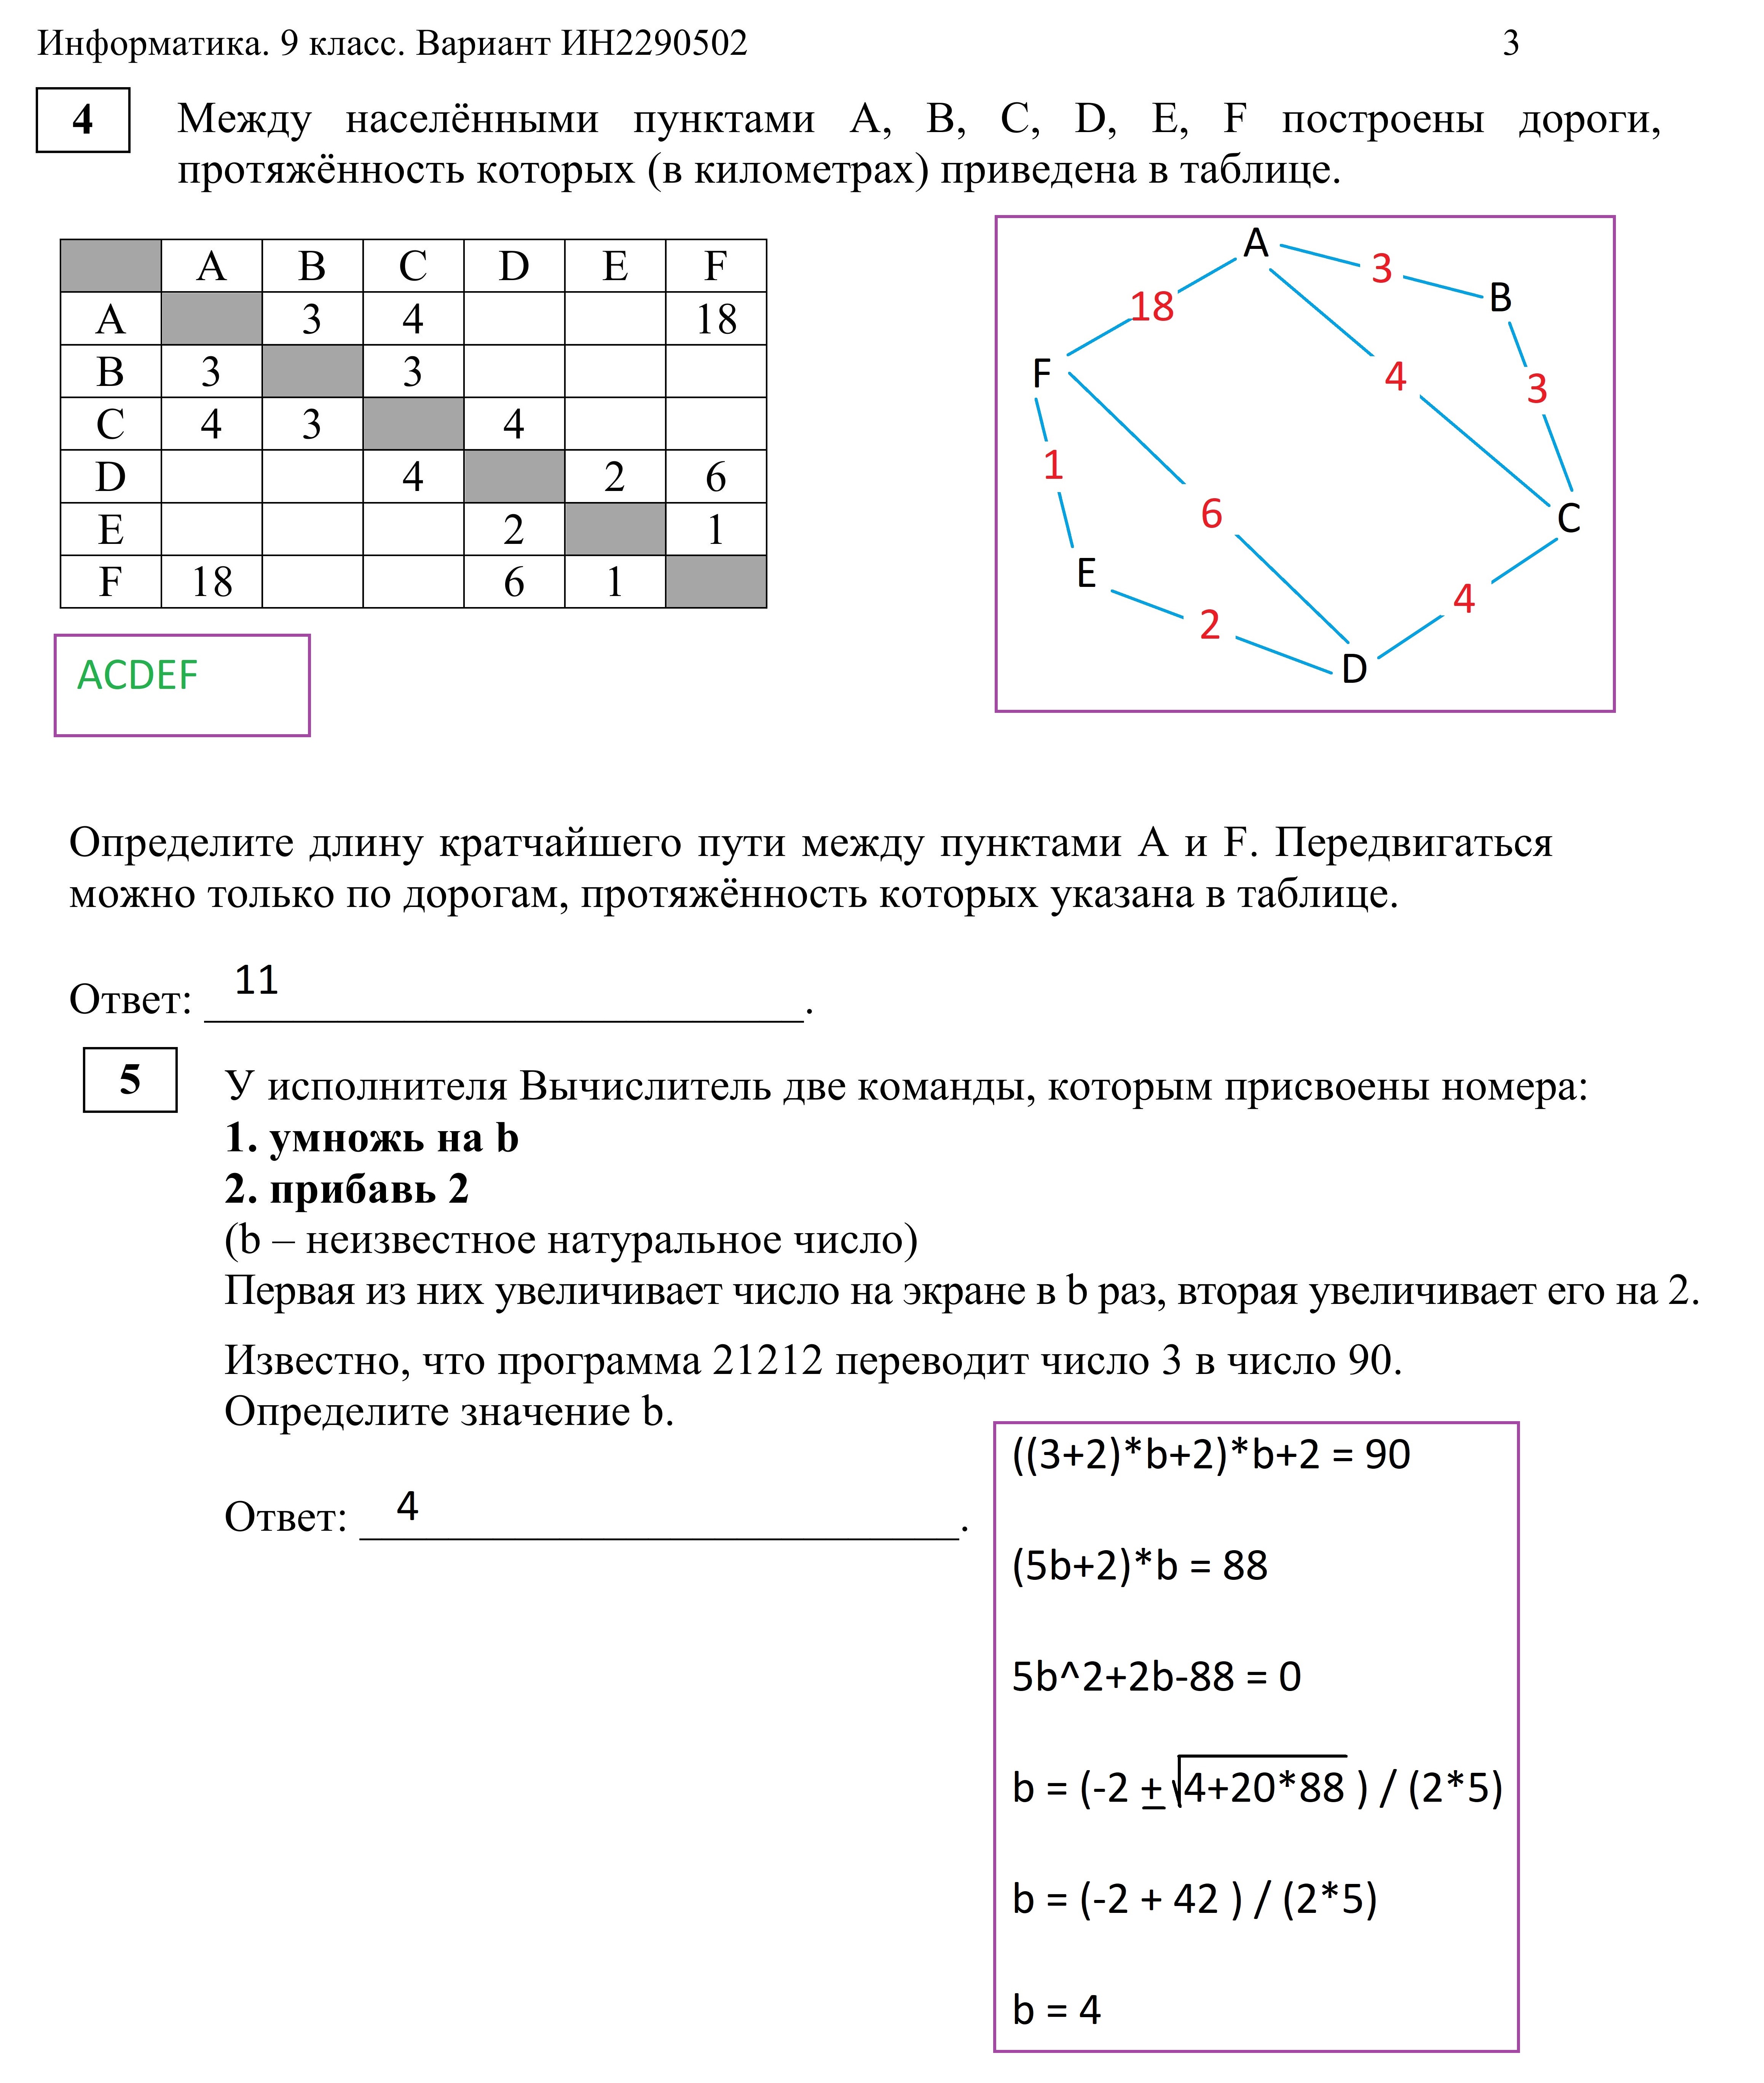 Информатика. 9 класс. Вариант ИН2290502 3
4 Между населёнными пунктами A, B, C, D, E, F построены дороги,
протяжённость которых (в километрах) приведена в таблице.
A B C D E F
A 3 4 18
B 3 3
C 4 3 4
D 4 2 6
E 2 1
F 18 6 1
A
3
B
18
F
4
3
1
6
C
E
4
2
D
ACDEF
Определите длину кратчайшего пути между пунктами A и F. Передвигаться
можно только по дорогам, протяжённость которых указана в таблице.
Ответ: 11.
5 У исполнителя Вычислитель две команды, которым присвоены номера:
1. умножь на b
2. прибавь 2
(b – неизвестное натуральное число)
Первая из них увеличивает число на экране в b раз, вторая увеличивает его на 2.
Известно, что программа 21212 переводит число 3 в число 90.
Определите значение b.
Ответ: 4.
((3+2)*b+2)*b+2 = 90
(5b+2)*b = 88
5b^2+2b-88 = 0
b = (-2 ± √4+20*88 ) / (2*5)
b = (-2 + 42 ) / (2*5)
b = 4